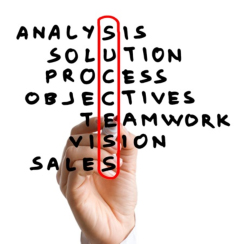 ANALYSIS
SOLUTION
PROCESS
OBJECTIVES
TEAMWORK
VISION
SALES